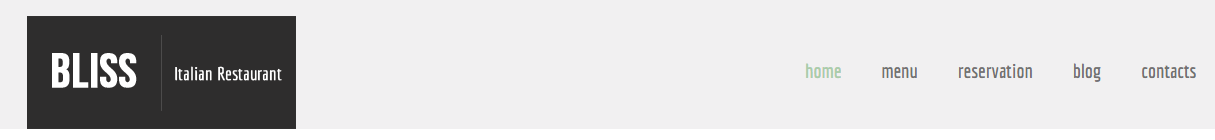 BLISS Italian Restaurant
home menu reservation blog contacts